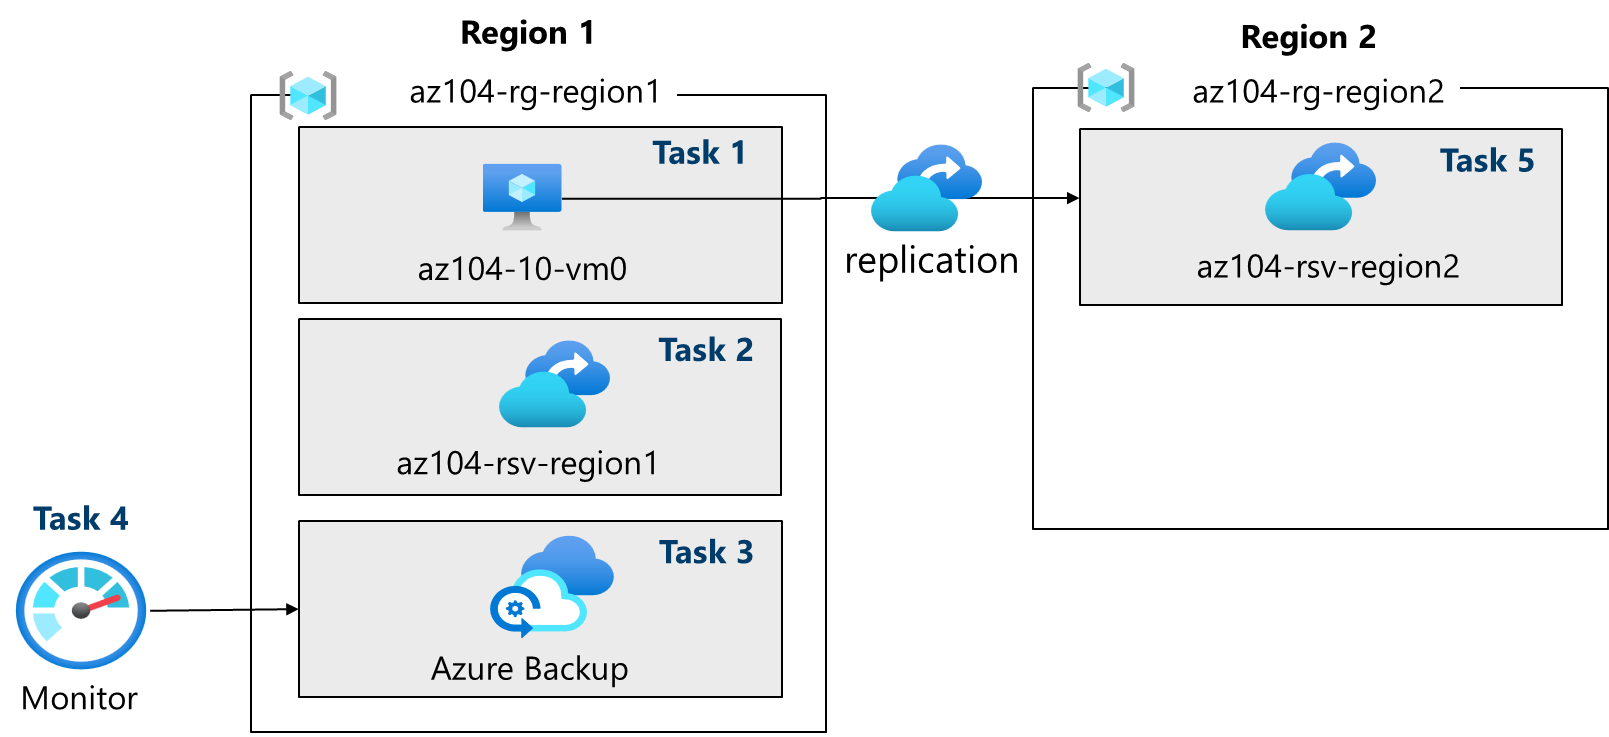 Region 1
az104-rg-region1
Task 1
az104-10-vm0
Task 2
az104-rsv-region1
Task 3
Azure Backup
Task 4
Monitor
replication
Region 2
az104-rg-region2
Task 5
az104-rsv-region2